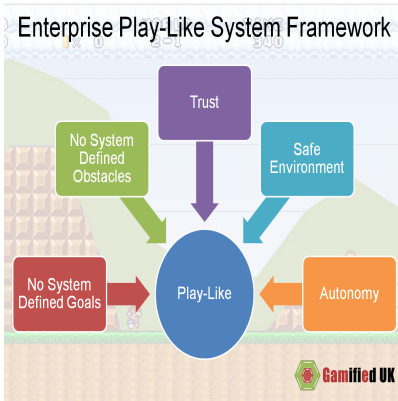 Enterprise Play-Like System Framework
Trust
No System
Defined
Obstacles
Safe
Environment
No System
Defined Goals
Play-Like
Autonomy
Gamified UK